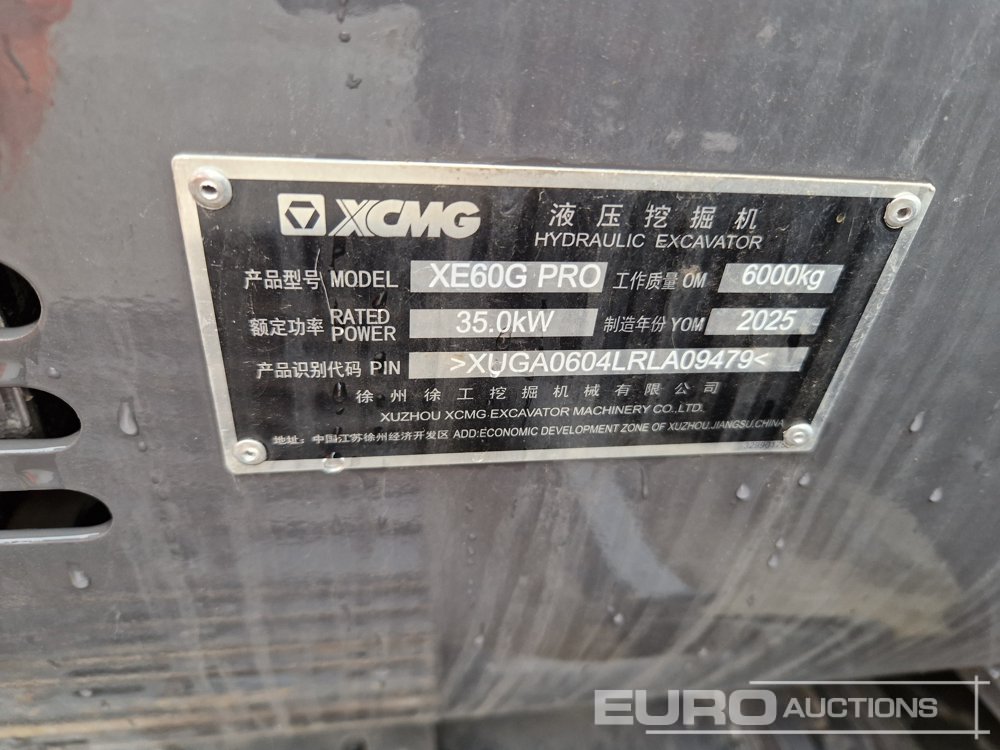 XCMG 液压挖掘机
HYDRAULIC EXCAVATOR
产品型号 MODEL XE60G PRO 工作质量 OM 6000kg
额定功率 RATED POWER 35.0kW 制造年份 YOM 2025
产品识别代码 PIN >XUGA0604LRLA09479<
徐州徐工挖掘机械有限公司
XUZHOU XCMG EXCAVATOR MACHINERY CO., LTD.
地址: 中国江苏徐州经济开发区 ADD:ECONOMIC DEVELOPMENT ZONE OF XUZHOU,JIANGSU,CHINA
EURO AUCTIONS